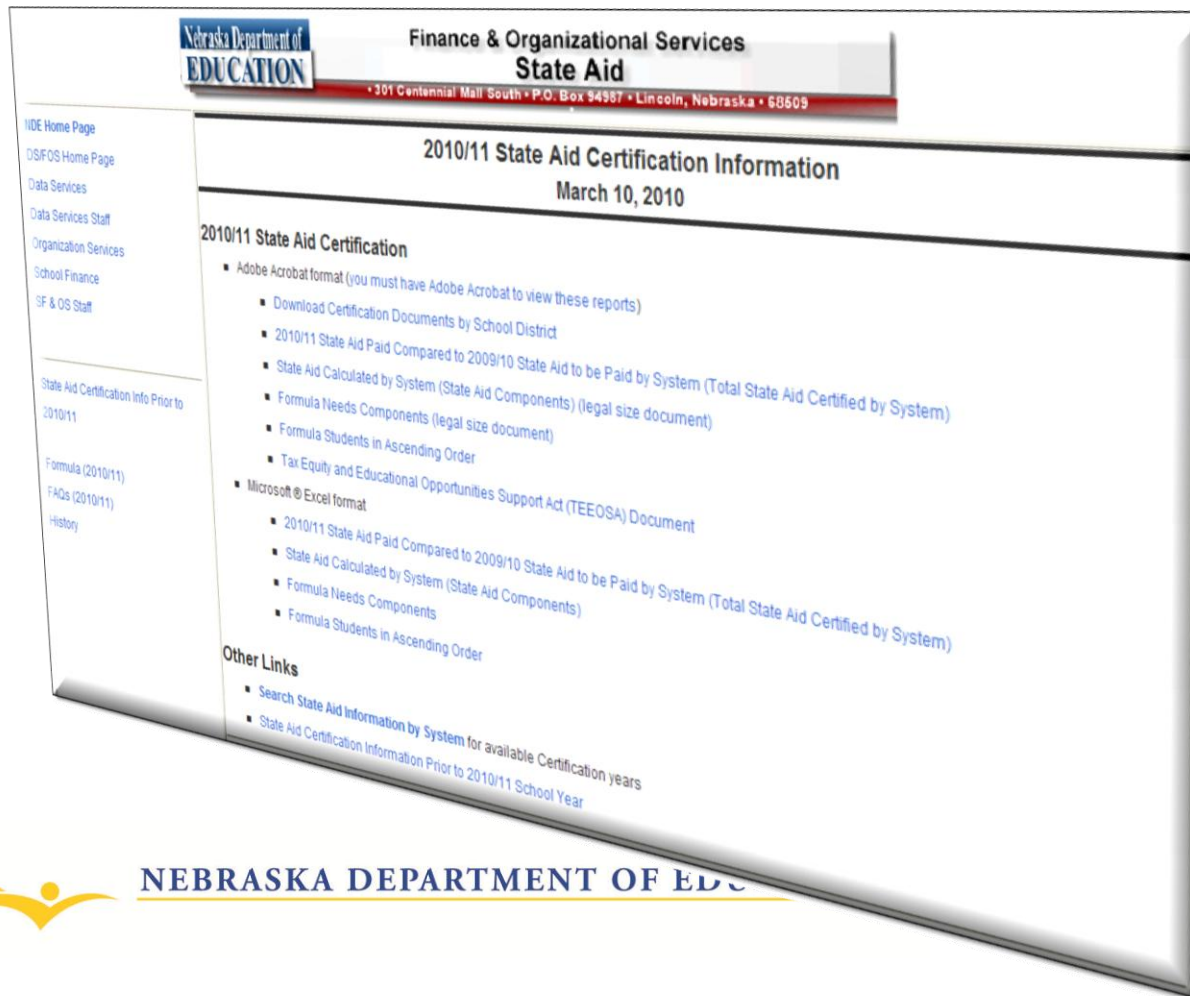 Nebraska Department of
EDUCATION
Finance & Organizational Services
State Aid
• 301 Centennial Mall South • P.O. Box 94987 • Lincoln, Nebraska • 68509
NDE Home Page
DS/FOS Home Page
Data Services
Data Services Staff
Organization Services
School Finance
SF & OS Staff
State Aid Certification Info Prior to
2010/11
Formula (2010/11)
FAQs (2010/11)
History
2010/11 State Aid Certification Information
March 10, 2010
2010/11 State Aid Certification
▪ Adobe Acrobat format (you must have Adobe Acrobat to view these reports)
▪ Download Certification Documents by School District
▪ 2010/11 State Aid Paid Compared to 2009/10 State Aid to be Paid by System (Total State Aid Certified by System)
▪ State Aid Calculated by System (State Aid Components) (legal size document)
▪ Formula Needs Components (legal size document)
▪ Formula Students in Ascending Order
▪ Tax Equity and Educational Opportunities Support Act (TEEOSA) Document
▪ Microsoft ® Excel format
▪ 2010/11 State Aid Paid Compared to 2009/10 State Aid to be Paid by System (Total State Aid Certified by System)
▪ State Aid Calculated by System (State Aid Components)
▪ Formula Needs Components
▪ Formula Students in Ascending Order
Other Links
▪ Search State Aid Information by System for available Certification years
▪ State Aid Certification Information Prior to 2010/11 School Year
NEBRASKA DEPARTMENT OF